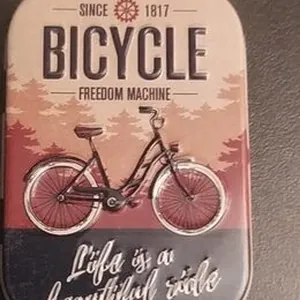 SINCE 1817
BICYCLE
FREEDOM MACHINE
Life is a
beautiful ride